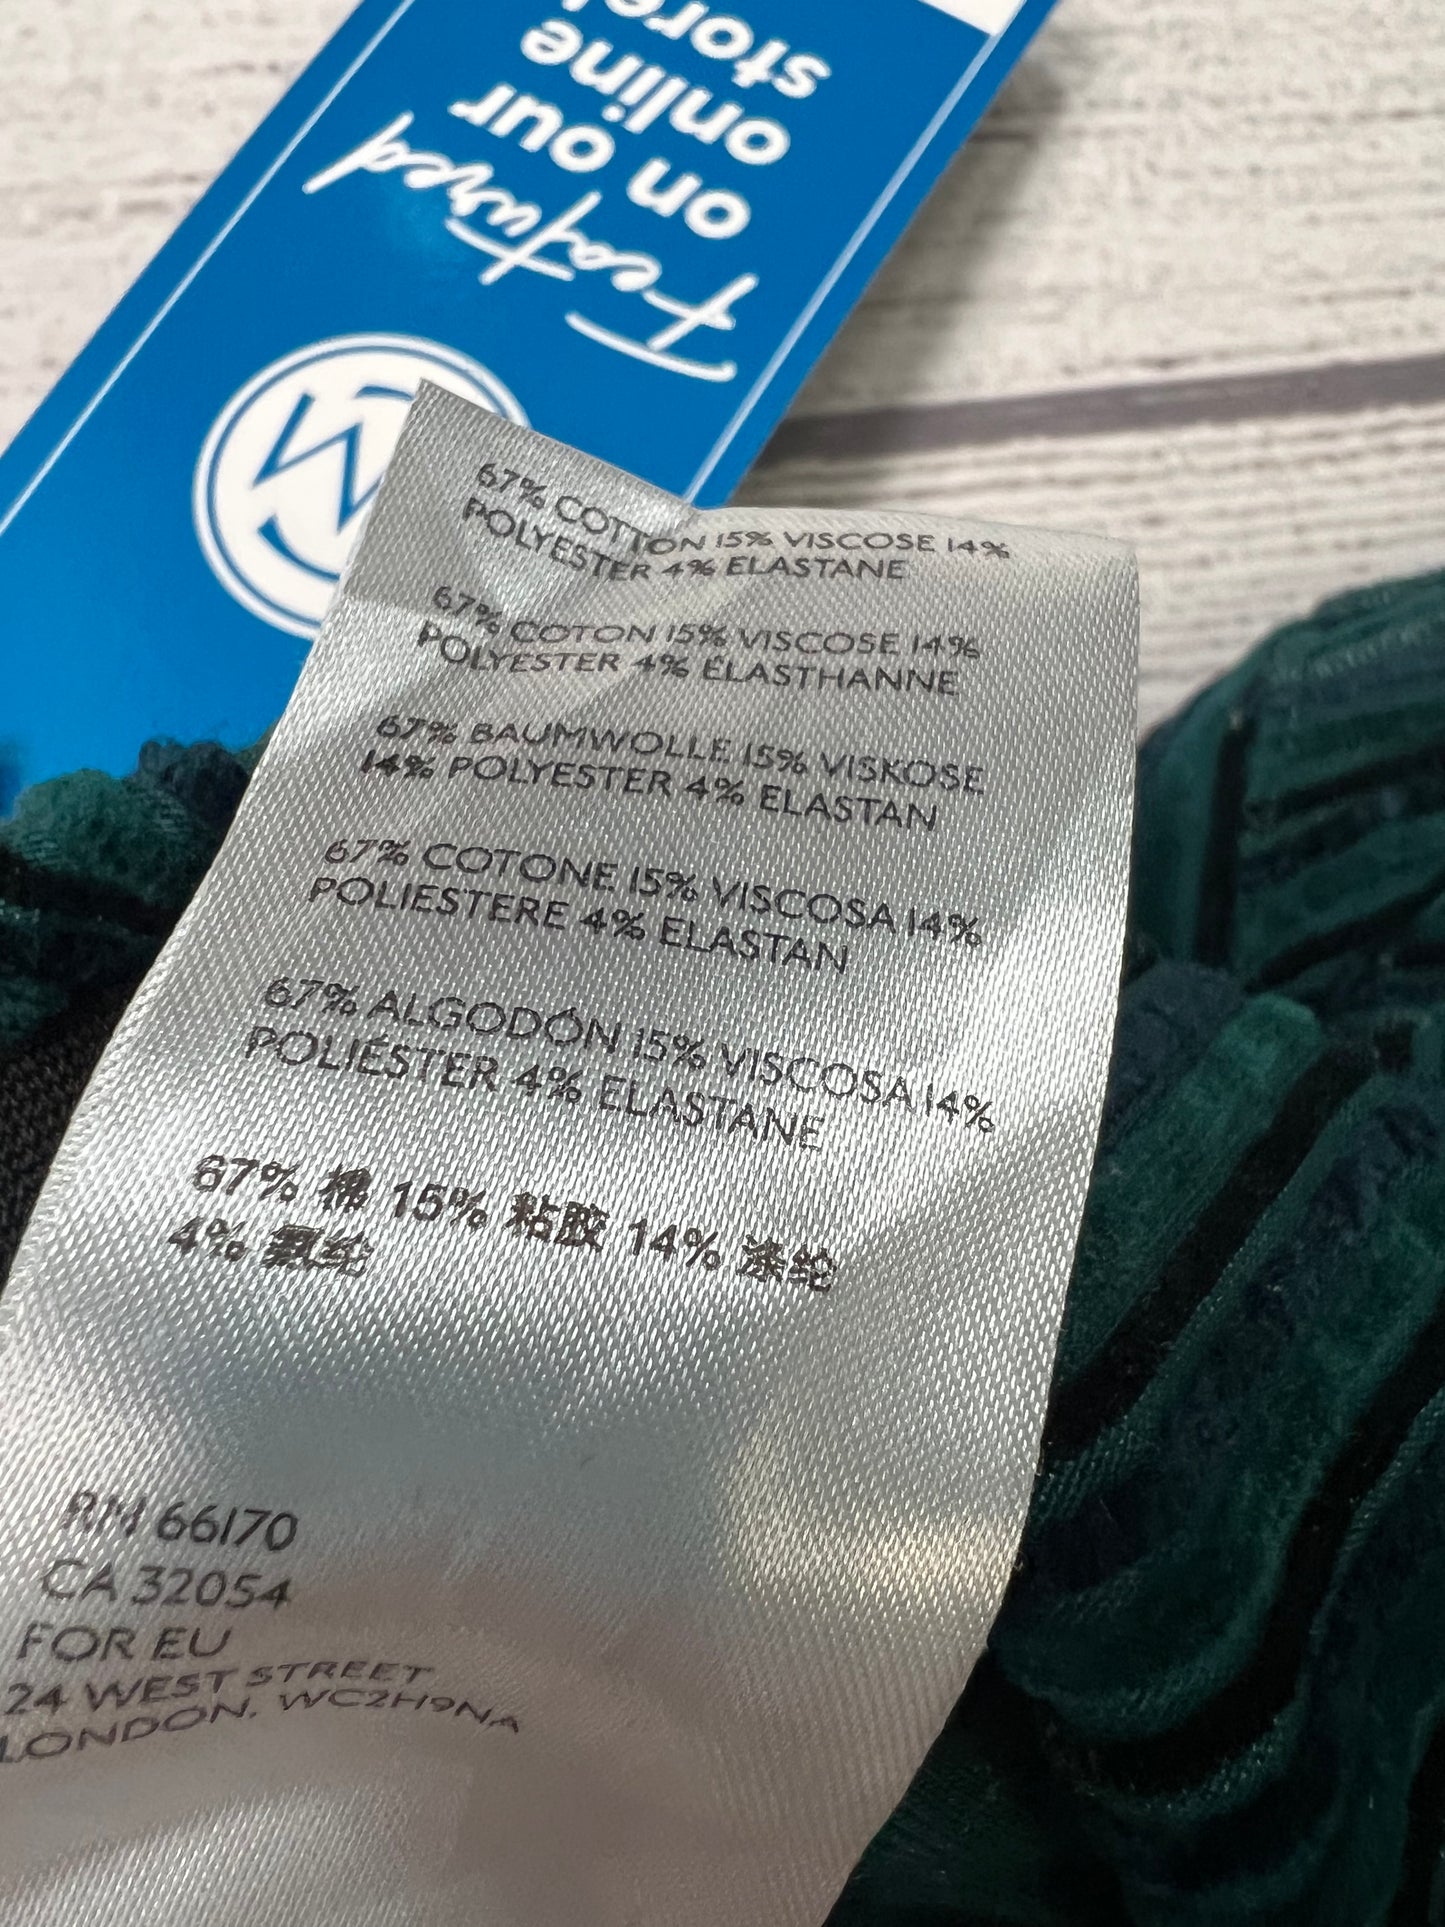 Featured
on our
online
store!
67% COTTON 15% VISCOSE 14%
POLYESTER 4% ELASTANE
67% COTON 15% VISCOSE 14%
POLYESTER 4% ÉLASTHANNE
67% BAUMWOLLE 15% VISKOSE
14% POLYESTER 4% ELASTAN
67% COTONE 15% VISCOSA 14%
POLIESTERE 4% ELASTAN
67% ALGODÓN 15% VISCOSA 14%
POLIÉSTER 4% ELASTANE
67% 棉 15% 粘胶 14% 涤纶
4% 氨纶
RN 66170
CA 32054
FOR EU
24 WEST STREET
LONDON, WC2H9NA